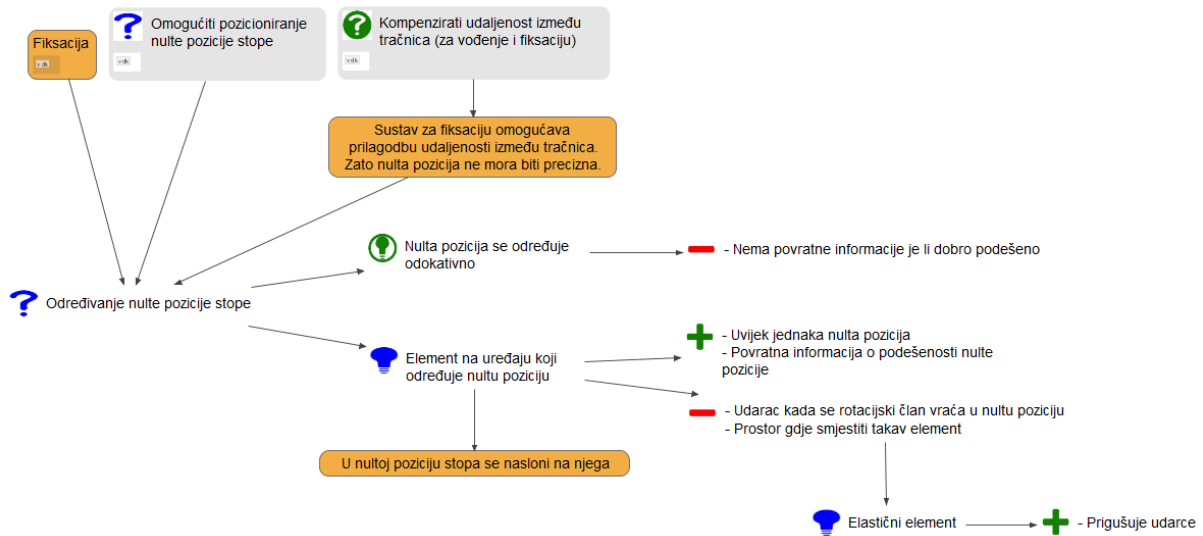 Fiksacija
vdk
Omogućiti pozicioniranje
nulte pozicije stope
vdk
Kompenzirati udaljenost između
tračnica (za vođenje i fiksaciju)
vdk
Sustav za fiksaciju omogućava
prilagodbu udaljenosti između tračnica.
Zato nulta pozicija ne mora biti precizna.
Nulta pozicija se određuje
odokativno
- Nema povratne informacije je li dobro podešeno
Određivanje nulte pozicije stope
Element na uređaju koji
određuje nultu poziciju
- Uvijek jednaka nulta pozicija
- Povratna informacija o podešenosti nulte
pozicije
- Udarac kada se rotacijski član vraća u nultu poziciju
- Prostor gdje smjestiti takav element
U nultoj poziciju stopa se nasloni na njega
Elastični element
- Prigušuje udarce